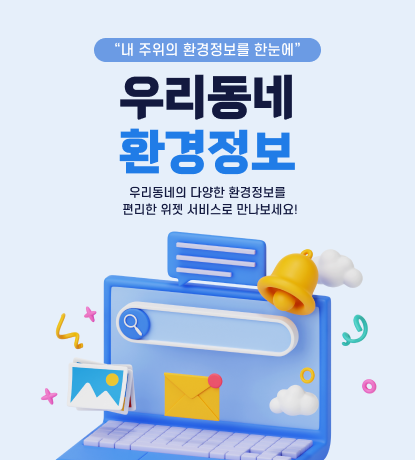 “내 주위의 환경정보를 한눈에”
우리동네
환경정보
우리동네의 다양한 환경정보를
편리한 위젯 서비스로 만나보세요!